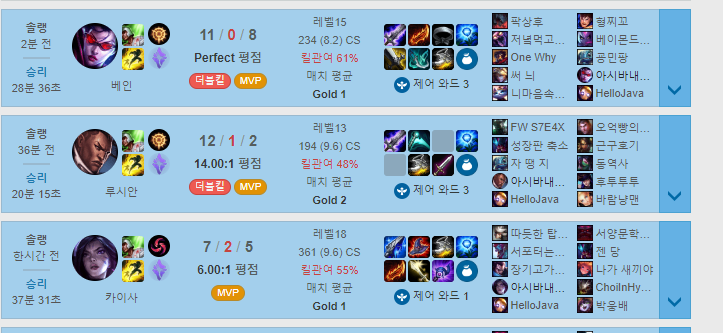 솔랭
2분 전
승리
28분 36초
베인
11 / 0 / 8
Perfect 평점
더블킬 MVP
레벨15
234 (8.2) CS
킬관여 61%
매치 평균
Gold 1
제어 와드 3
팍상후
저녁먹고...
One Why
써 늬
니마음속...
형찌꼬
베이몬드...
퐁민팡
아시바내...
HelloJava
솔랭
36분 전
승리
20분 15초
루시안
12 / 1 / 2
14.00:1 평점
더블킬 MVP
레벨13
194 (9.6) CS
킬관여 48%
매치 평균
Gold 2
제어 와드 3
FW S7E4X
성장판 축소
자 떵 지
아시바내...
HelloJava
오억빵의...
근구호기
동역사
후투투투
바람냥맨
솔랭
한시간 전
승리
37분 31초
카이사
7 / 2 / 5
6.00:1 평점
MVP
레벨18
361 (9.6) CS
킬관여 55%
매치 평균
Gold 1
제어 와드 1
따듯한 탑...
서포터는...
장기고가...
아시바내...
HelloJava
서양문학...
젠 당
나가 새끼야
ChoiInHy...
박웅배